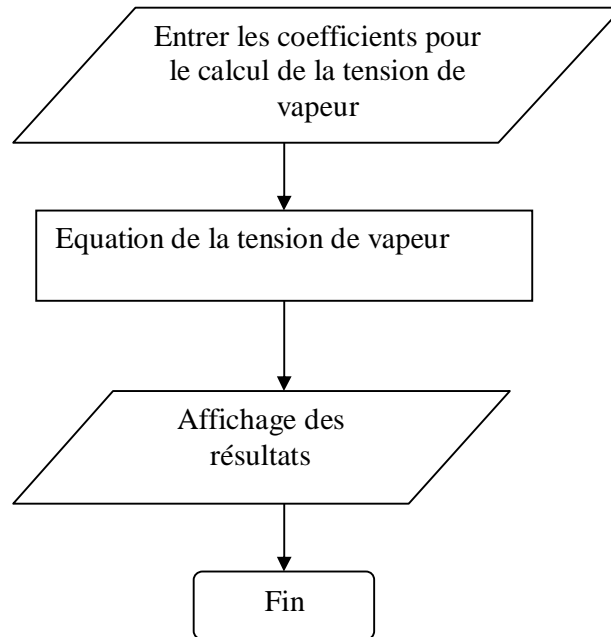 Entrer les coefficients pour
le calcul de la tension de
vapeur
Equation de la tension de vapeur
Affichage des
résultats
Fin